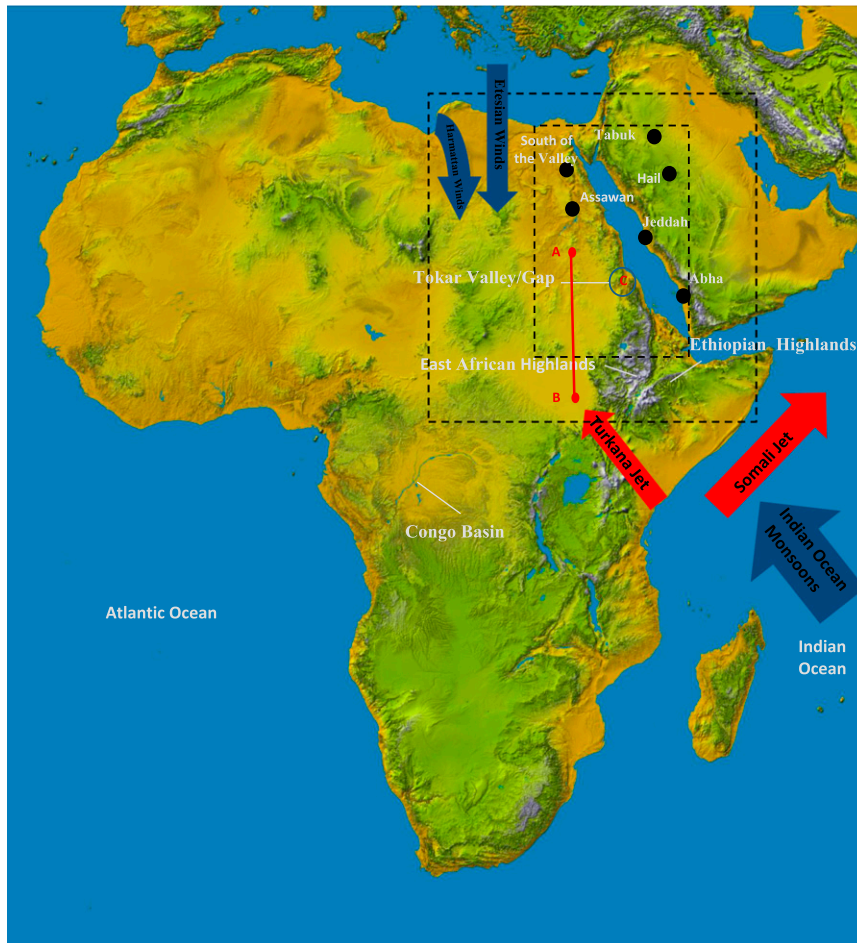 Etesian Winds
Harmattan Winds
South of
the Valley
Tabuk
Hail
Assawan
Jeddah
A
Tokar Valley/Gap
C
Abha
Ethiopian Highlands
East African Highlands
B
Turkana Jet
Somali Jet
Indian Ocean
Monsoons
Congo Basin
Atlantic Ocean
Indian
Ocean